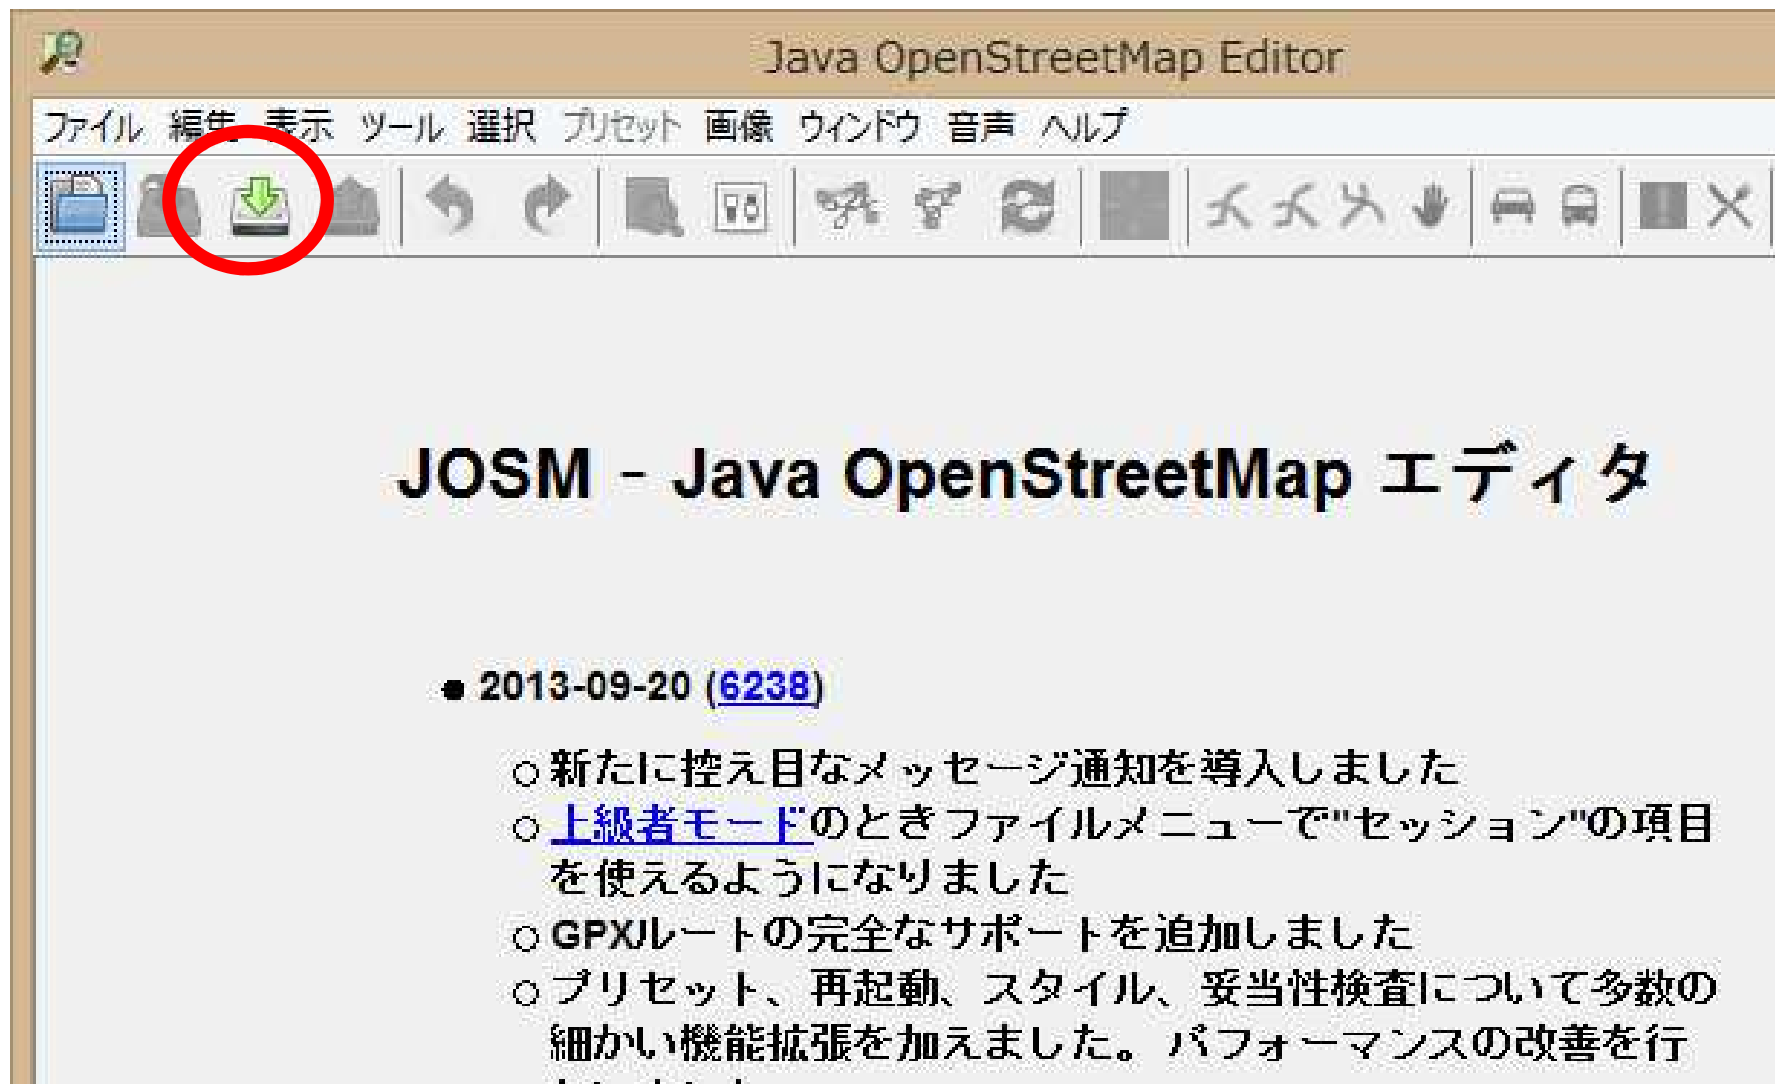 Java OpenStreetMap Editor
ファイル 編集 表示 ツール 選択 プリセット 画像 ウィンドウ 音声 ヘルプ
JOSM - Java OpenStreetMap エディタ
● 2013-09-20 (6238)
○ 新たに控え目なメッセージ通知を導入しました
○ 上級者モードのときファイルメニューで"セッション"の項目
を使えるようになりました
○ GPXルートの完全なサポートを追加しました
○ プリセット、再起動、スタイル、妥当性検査について多数の
細かい機能拡張を加えました。パフォーマンスの改善を行